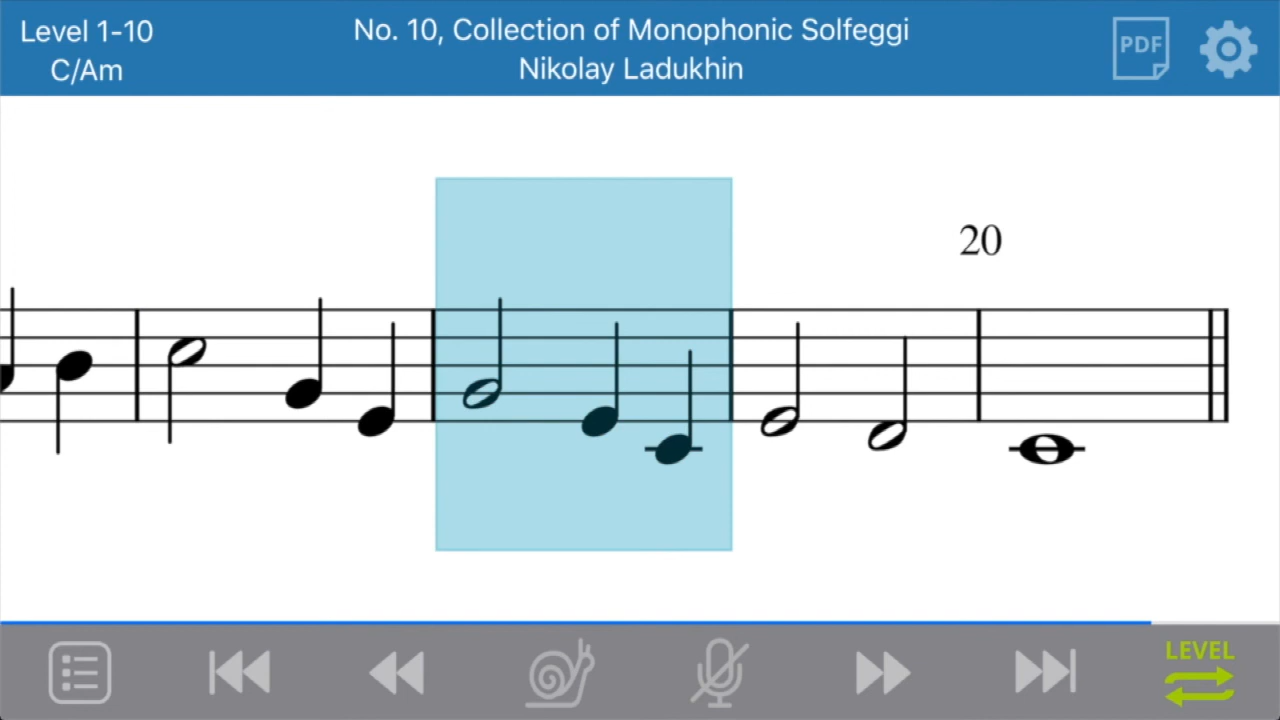 Level 1-10
C/Am
No. 10, Collection of Monophonic Solfeggi
Nikolay Ladukhin
PDF
20
LEVEL